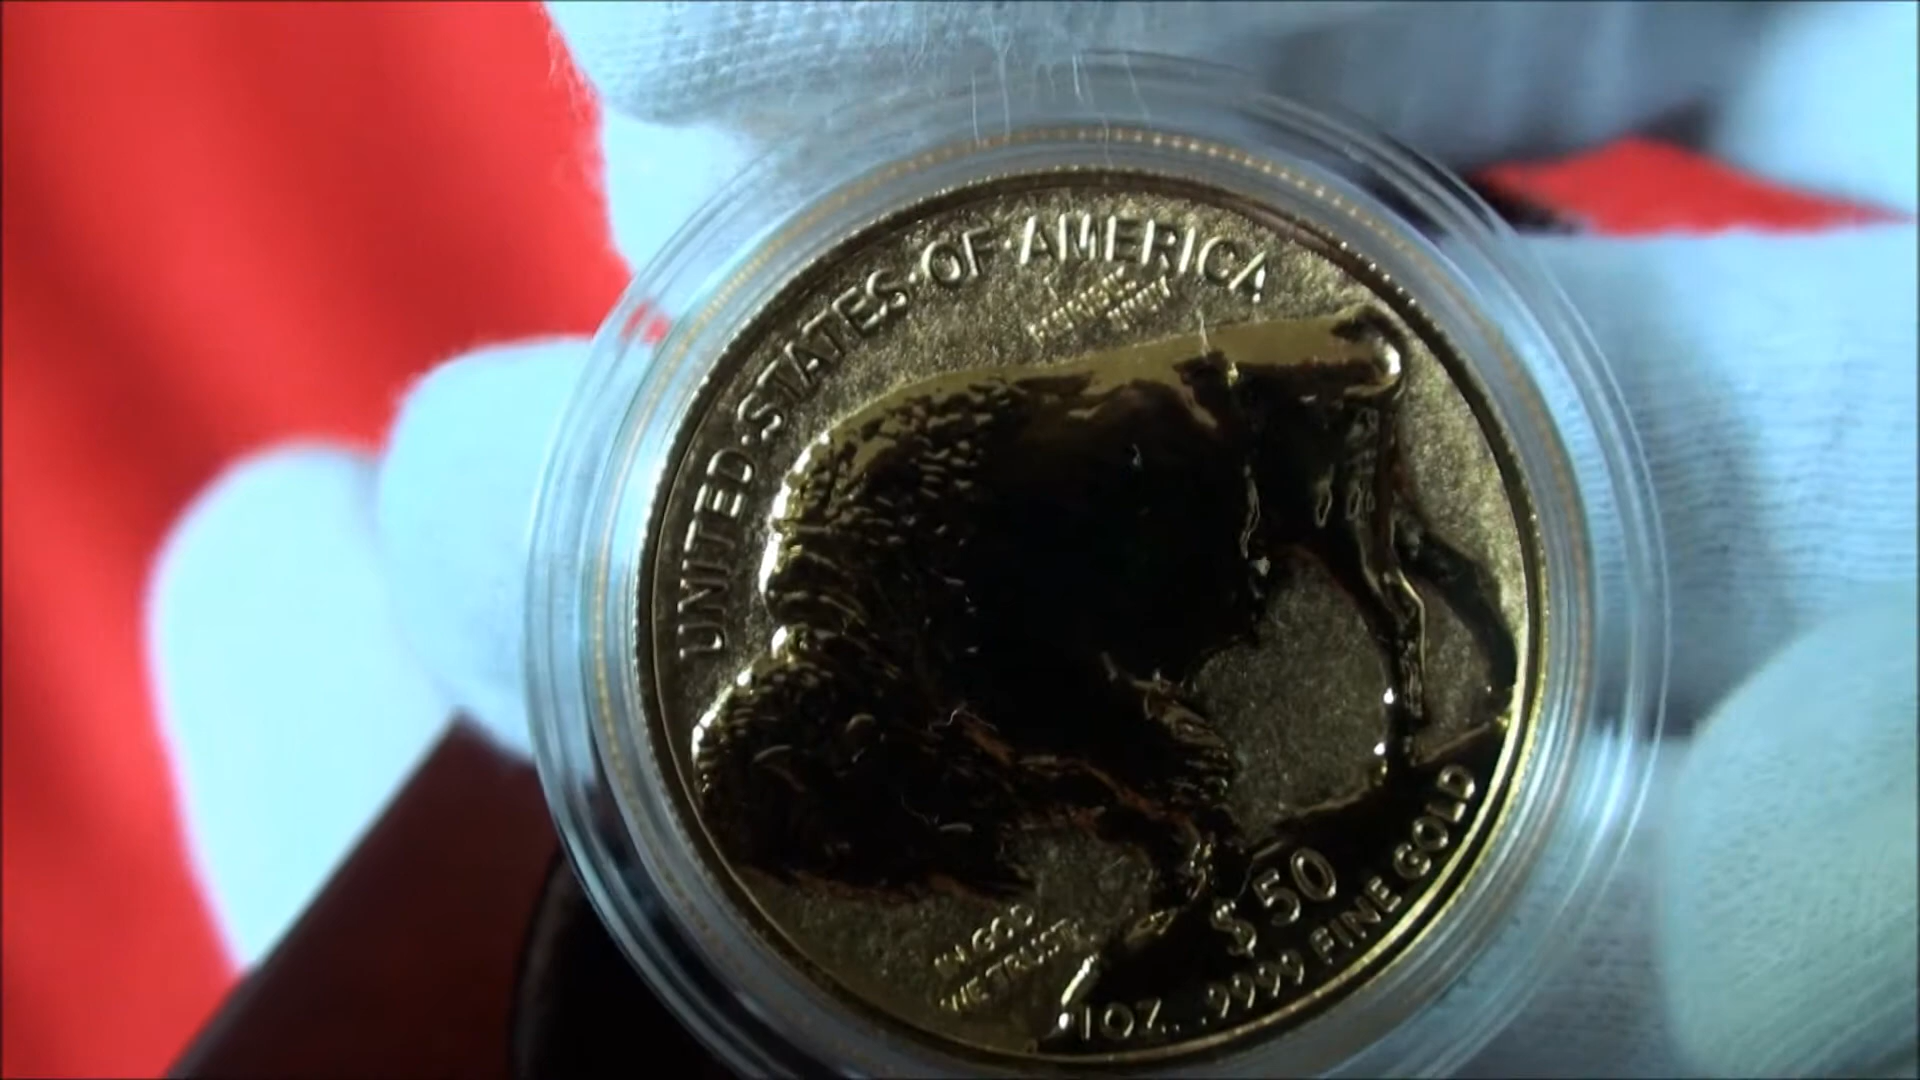 UNITED·STATES·OF·AMERICA
IN GOD
WE TRUST
$50
1 OZ. .9999 FINE GOLD